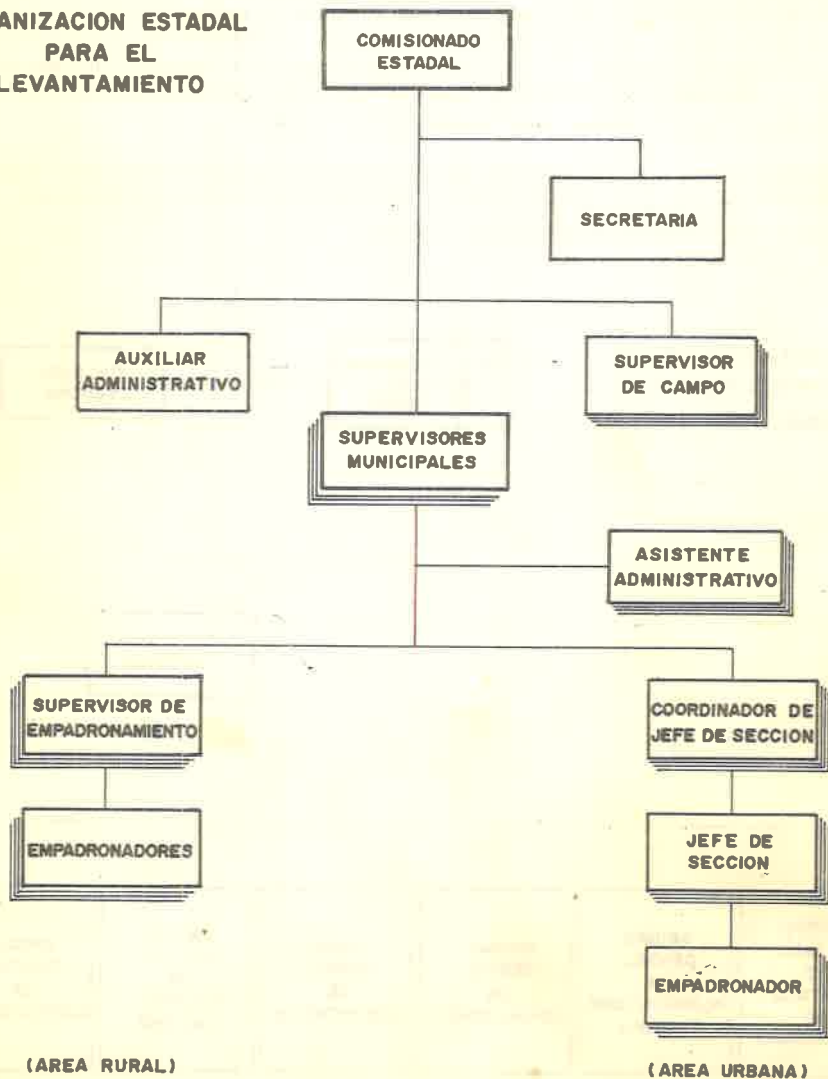 ANIZACION ESTADAL
PARA EL
LEVANTAMIENTO
COMISIONADO
ESTADAL
SECRETARIA
AUXILIAR
ADMINISTRATIVO
SUPERVISOR
DE CAMPO
SUPERVISORES
MUNICIPALES
ASISTENTE
ADMINISTRATIVO
SUPERVISOR DE
EMPADRONAMIENTO
COORDINADOR DE
JEFE DE SECCION
EMPADRONADORES
JEFE DE
SECCION
EMPADRONADOR
(AREA RURAL)
(AREA URBANA)